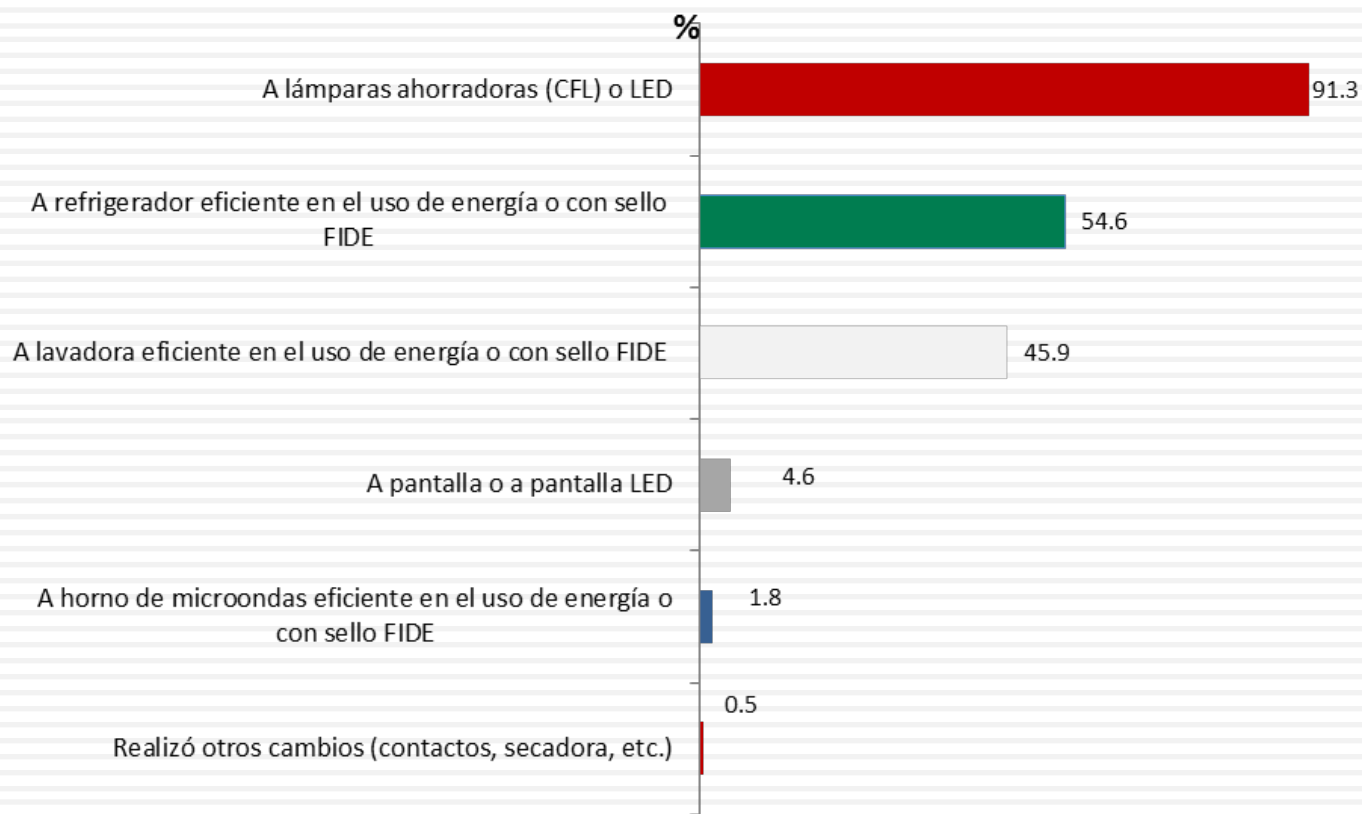 %
A lámparas ahorradoras (CFL) o LED
91.3
A refrigerador eficiente en el uso de energía o con sello
FIDE
54.6
A lavadora eficiente en el uso de energía o con sello FIDE
45.9
A pantalla o a pantalla LED
4.6
A horno de microondas eficiente en el uso de energía o
con sello FIDE
1.8
Realizó otros cambios (contactos, secadora, etc.)
0.5